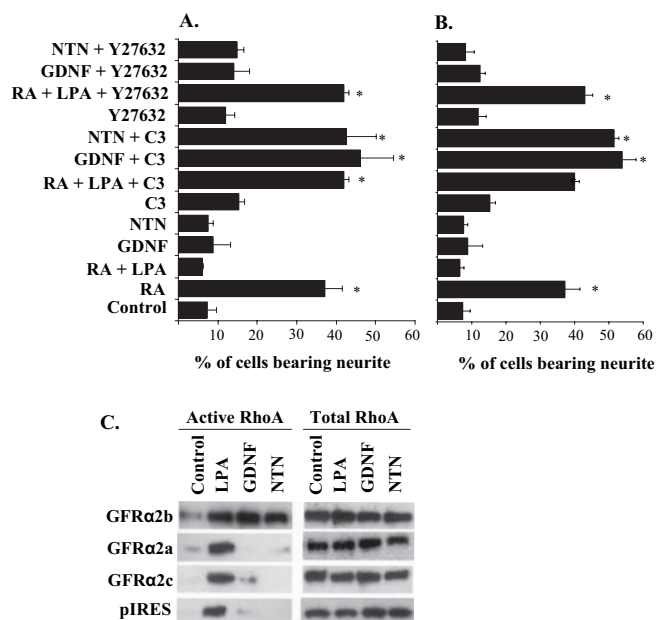 A.
B.
NTN + Y27632
GDNF + Y27632
RA + LPA + Y27632
*
*
Y27632
NTN + C3
*
*
GDNF + C3
*
*
RA + LPA + C3
*
*
C3
NTN
GDNF
RA + LPA
RA
*
*
Control
0 10 20 30 40 50 60
0 10 20 30 40 50 60
% of cells bearing neurite
% of cells bearing neurite
C.
Active RhoA
Total RhoA
Control
LPA
GDNF
NTN
Control
LPA
GDNF
NTN
GFRα2b
GFRα2a
GFRα2c
pIRES